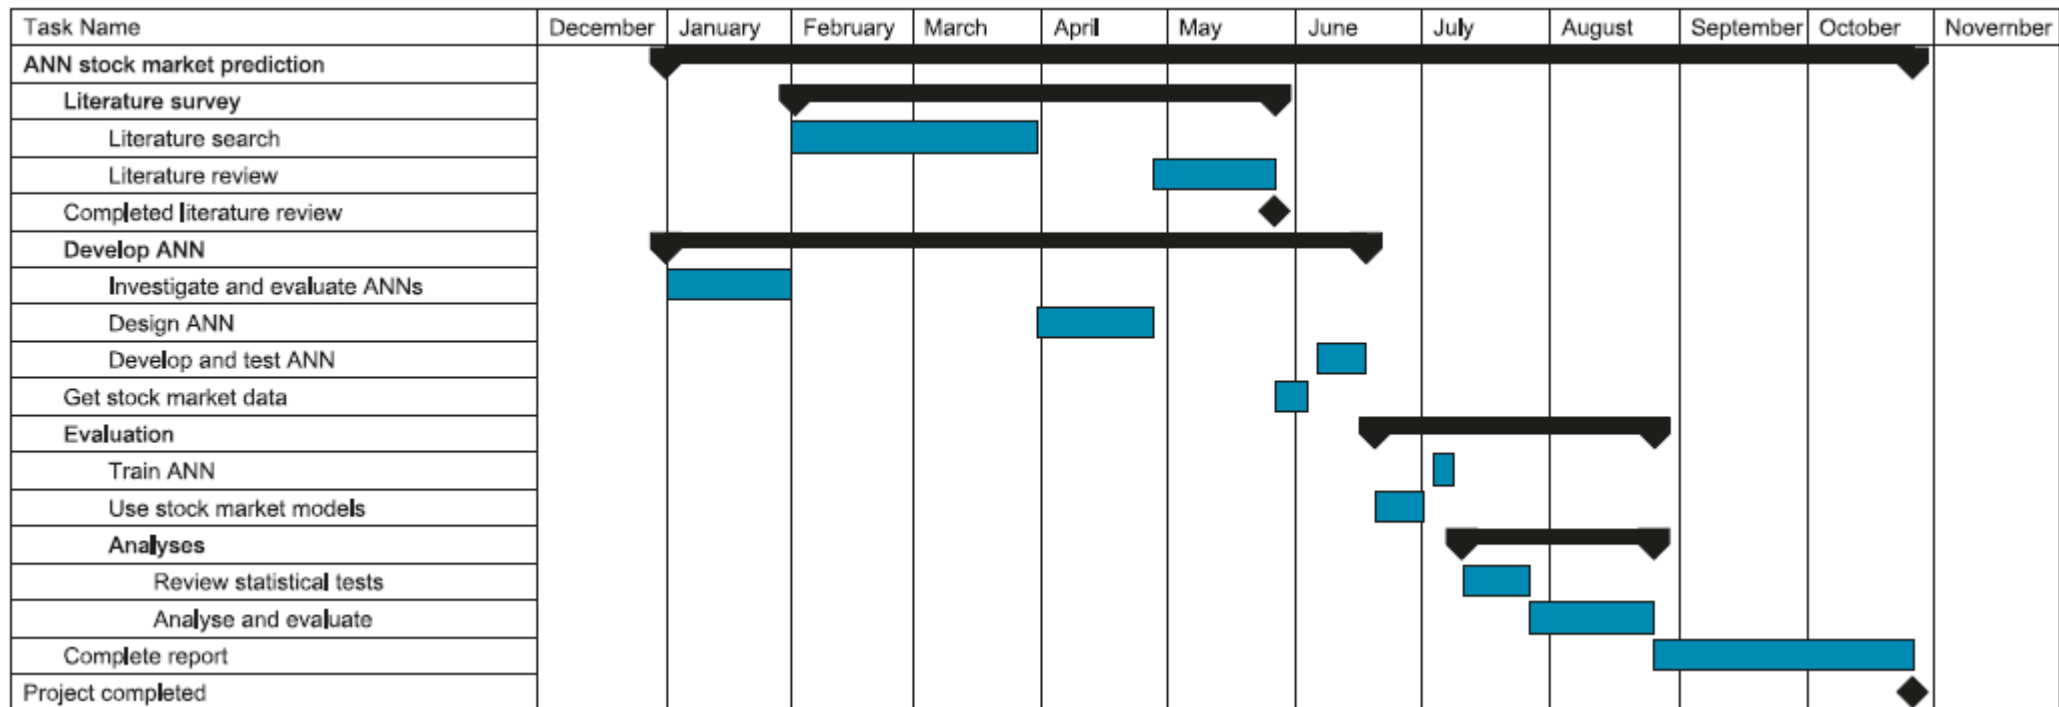 Task Name December January February March April May June July August September October November
ANN stock market prediction
Literature survey
Literature search
Literature review
Completed literature review
Develop ANN
Investigate and evaluate ANNs
Design ANN
Develop and test ANN
Get stock market data
Evaluation
Train ANN
Use stock market models
Analyses
Review statistical tests
Analyse and evaluate
Complete report
Project completed